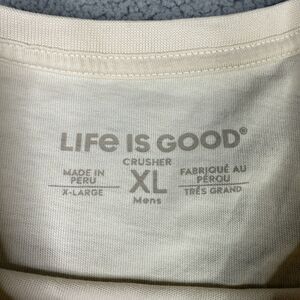 LIFE IS GOOD®
CRUSHER
MADE IN
PERU
X-LARGE
XL
Mens
FABRIQUÉ AU
PÉROU
TRÈS GRAND